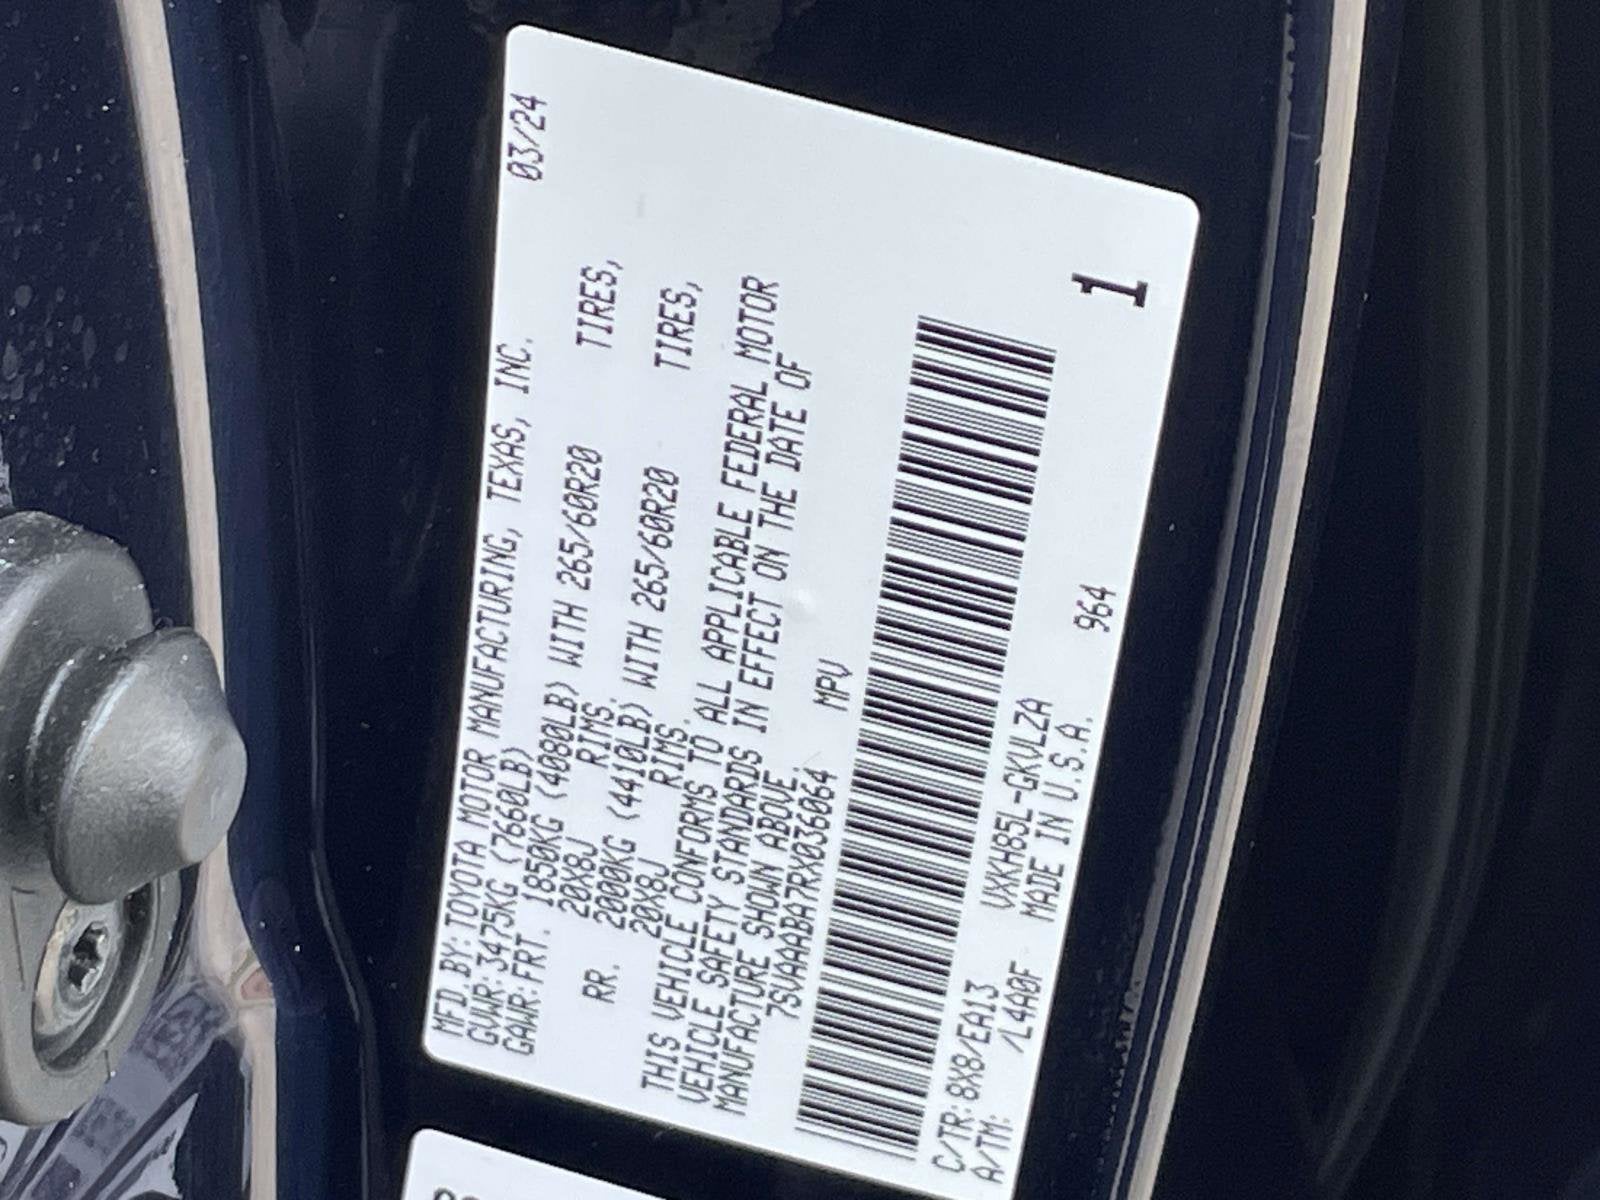 MFD. BY: TOYOTA MOTOR MANUFACTURING, TEXAS, INC. 03/24
GVWR: 3475KG (7660LB)
GAWR: FRT. 1850KG (4080LB) WITH 265/60R20 TIRES,
20X8J RIMS.
RR. 2000KG (4410LB) WITH 265/60R20 TIRES,
20X8J RIMS.
THIS VEHICLE CONFORMS TO ALL APPLICABLE FEDERAL MOTOR
VEHICLE SAFETY STANDARDS IN EFFECT ON THE DATE OF
MANUFACTURE SHOWN ABOVE.
7SVAAABA7RX036064 MPV
C/TR: 8X8/EA13 VXKH85L-GKVLZA
A/TM: /L4A0F MADE IN U.S.A. 964 1